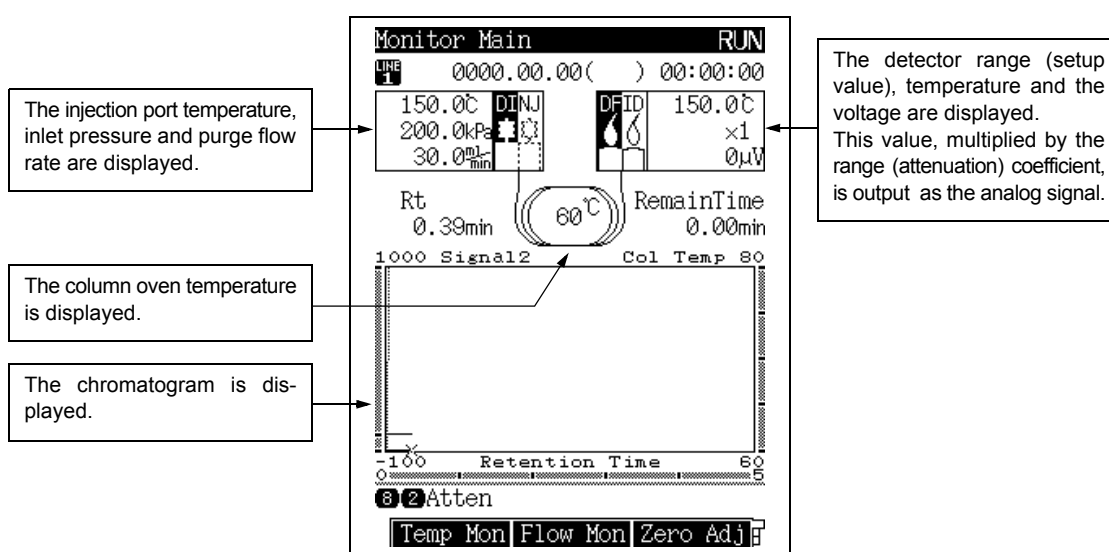 Monitor Main RUN
LINE 1 0000.00.00( ) 00:00:00
150.0℃ DINJ DFID 150.0℃
200.0kPa ×1
30.0ml/min 0μV
Rt RemainTime
0.39min 60℃ 0.00min
1000 Signal2 Col Temp 80
-100 Retention Time 60
0 5
8 2 Atten
Temp Mon Flow Mon Zero Adj
The injection port temperature,
inlet pressure and purge flow
rate are displayed.
The column oven temperature
is displayed.
The chromatogram is dis-
played.
The detector range (setup
value), temperature and the
voltage are displayed.
This value, multiplied by the
range (attenuation) coefficient,
is output as the analog signal.